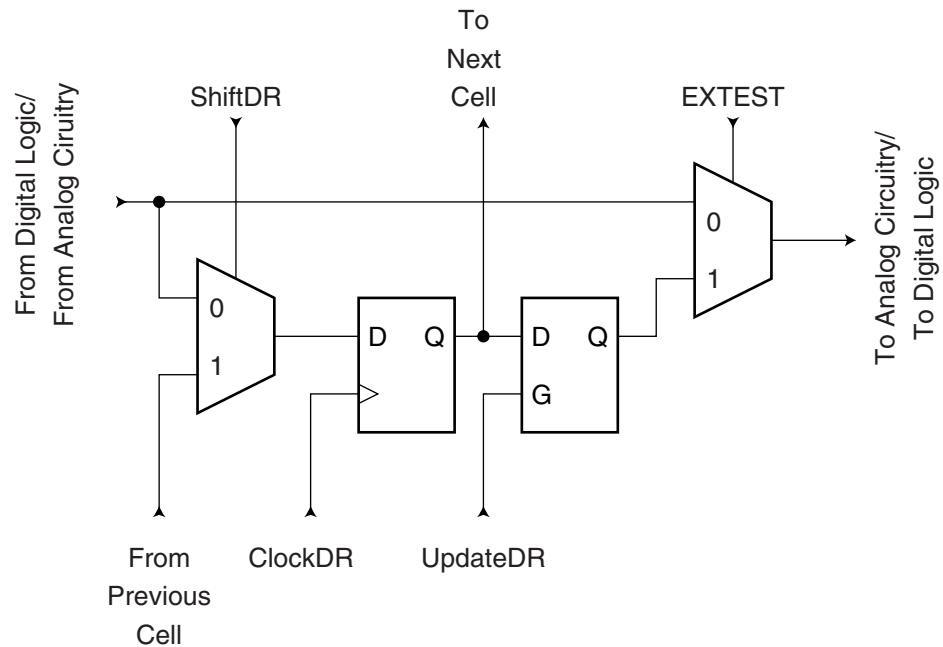 To
Next
Cell
ShiftDR
EXTEST
From Digital Logic/
From Analog Ciruitry
0
1
0
1
D Q
D Q
G
To Analog Circuitry/
To Digital Logic
From
Previous
Cell
ClockDR
UpdateDR